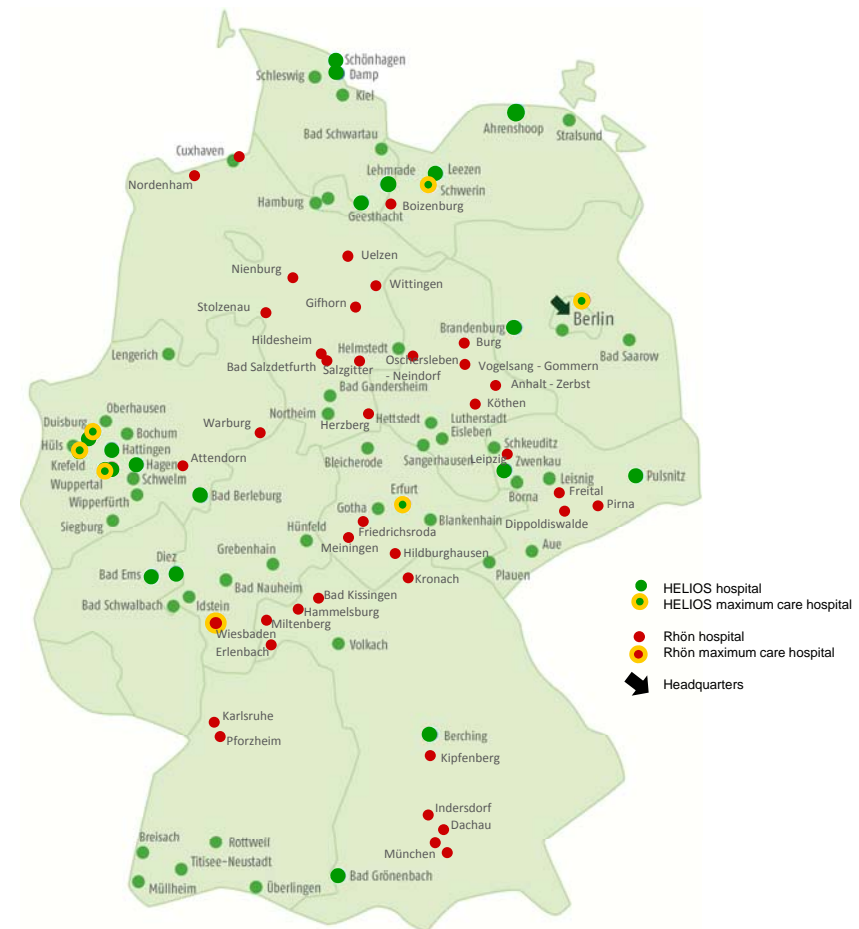 Schönhagen
Schleswig
Damp
Kiel
Ahrenshoop
Stralsund
Bad Schwartau
Cuxhaven
Lehmrade
Leezen
Nordenham
Schwerin
Hamburg
Boizenburg
Geesthacht
Uelzen
Nienburg
Wittingen
Stolzenau
Gifhorn
Berlin
Brandenburg
Hildesheim
Burg
Lengerich
Helmstedt
Oschersleben
- Neindorf
Bad Saarow
Bad Salzdetfurth
Salzgitter
Vogelsang - Gommern
Bad Gandersheim
Anhalt - Zerbst
Oberhausen
Köthen
Duisburg
Warburg
Northeim
Herzberg
Hettstedt
Lutherstadt
Eisleben
Bochum
Hüls
Hattingen
Schkeuditz
Krefeld
Hagen
Attendorn
Bleicherode
Sangerhausen
Leipzig
Zwenkau
Wuppertal
Schwelm
Leisnig
Pulsnitz
Wipperfürth
Bad Berleburg
Erfurt
Borna
Freital
Pirna
Siegburg
Gotha
Blankenhain
Dippoldiswalde
Hünfeld
Friedrichsroda
Meiningen
Hildburghausen
Aue
Diez
Grebenhain
Plauen
Bad Ems
Bad Nauheim
Kronach
Bad Schwalbach
Idstein
Bad Kissingen
Hammelsburg
Wiesbaden
Miltenberg
Erlenbach
Volkach
HELIOS hospital
HELIOS maximum care hospital
Rhön hospital
Rhön maximum care hospital
Headquarters
Karlsruhe
Pforzheim
Berching
Kipfenberg
Indersdorf
Dachau
München
Breisach
Rottweil
Titisee-Neustadt
Müllheim
Überlingen
Bad Grönenbach